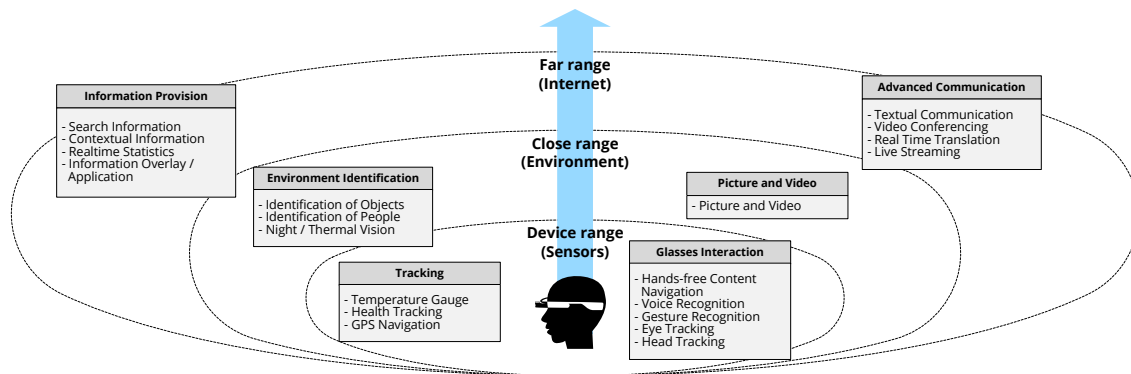 Far range
(Internet)
Information Provision
- Search Information
- Contextual Information
- Realtime Statistics
- Information Overlay /
Application
Advanced Communication
- Textual Communication
- Video Conferencing
- Real Time Translation
- Live Streaming
Close range
(Environment)
Environment Identification
- Identification of Objects
- Identification of People
- Night / Thermal Vision
Picture and Video
- Picture and Video
Device range
(Sensors)
Tracking
- Temperature Gauge
- Health Tracking
- GPS Navigation
Glasses Interaction
- Hands-free Content
Navigation
- Voice Recognition
- Gesture Recognition
- Eye Tracking
- Head Tracking